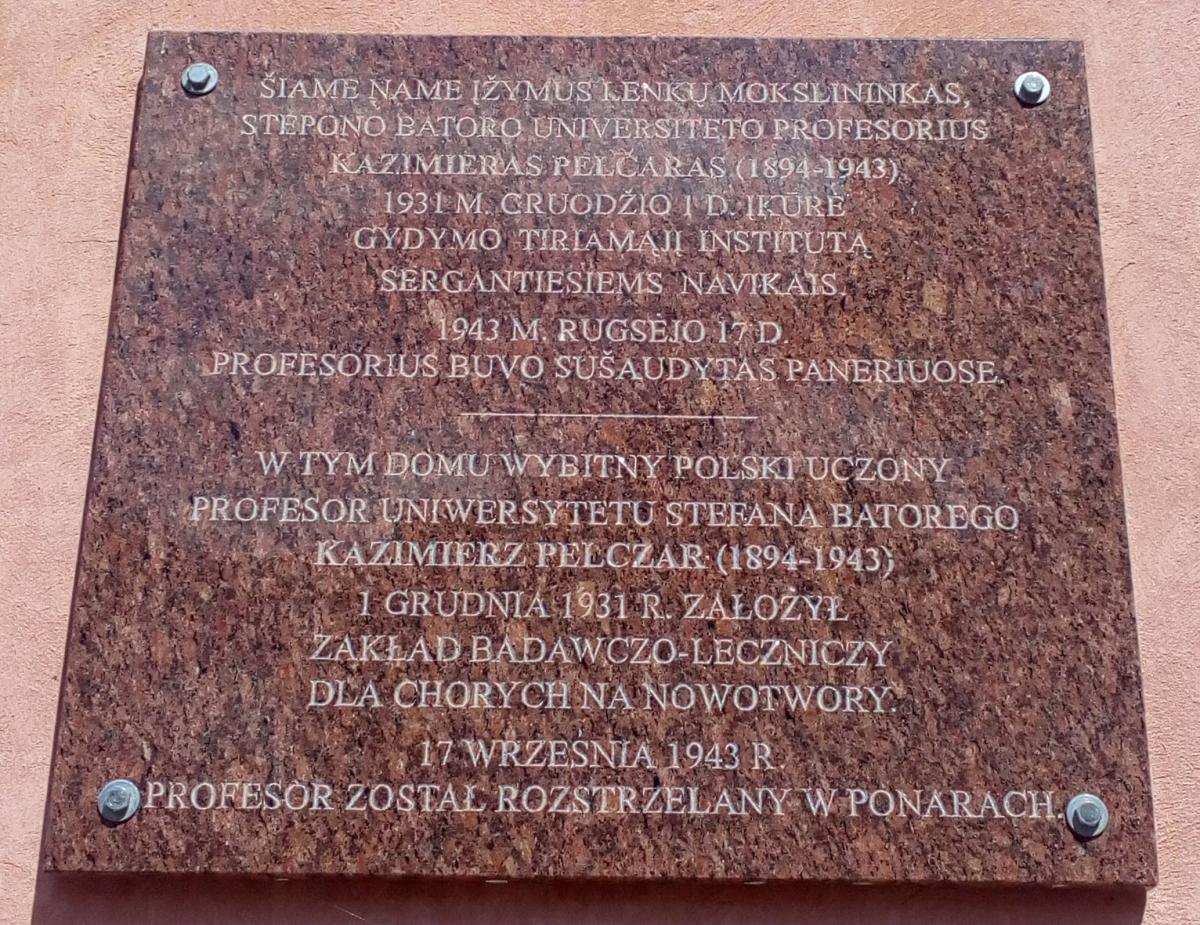 ŠIAME NAME ĮŽYMUS LENKŲ MOKSLININKAS,
STEPONO BATORO UNIVERSITETO PROFESORIUS
KAZIMIERAS PELČARAS (1894-1943)
1931 M. GRUODŽIO 1 D. ĮKŪRĖ
GYDYMO TIRIAMĄJĮ INSTITUTĄ
SERGANTIESIEMS NAVIKAIS.
1943 M. RUGSĖJO 17 D.
PROFESORIUS BUVO SUŠAUDYTAS PANERIUOSE.
W TYM DOMU WYBITNY POLSKI UCZONY
PROFESOR UNIWERSYTETU STEFANA BATOREGO
KAZIMIERZ PELCZAR (1894-1943)
1 GRUDNIA 1931 R. ZAŁOŻYŁ
ZAKŁAD BADAWCZO-LECZNICZY
DLA CHORYCH NA NOWOTWORY.
17 WRZEŚNIA 1943 R.
PROFESOR ZOSTAŁ ROZSTRZELANY W PONARACH.